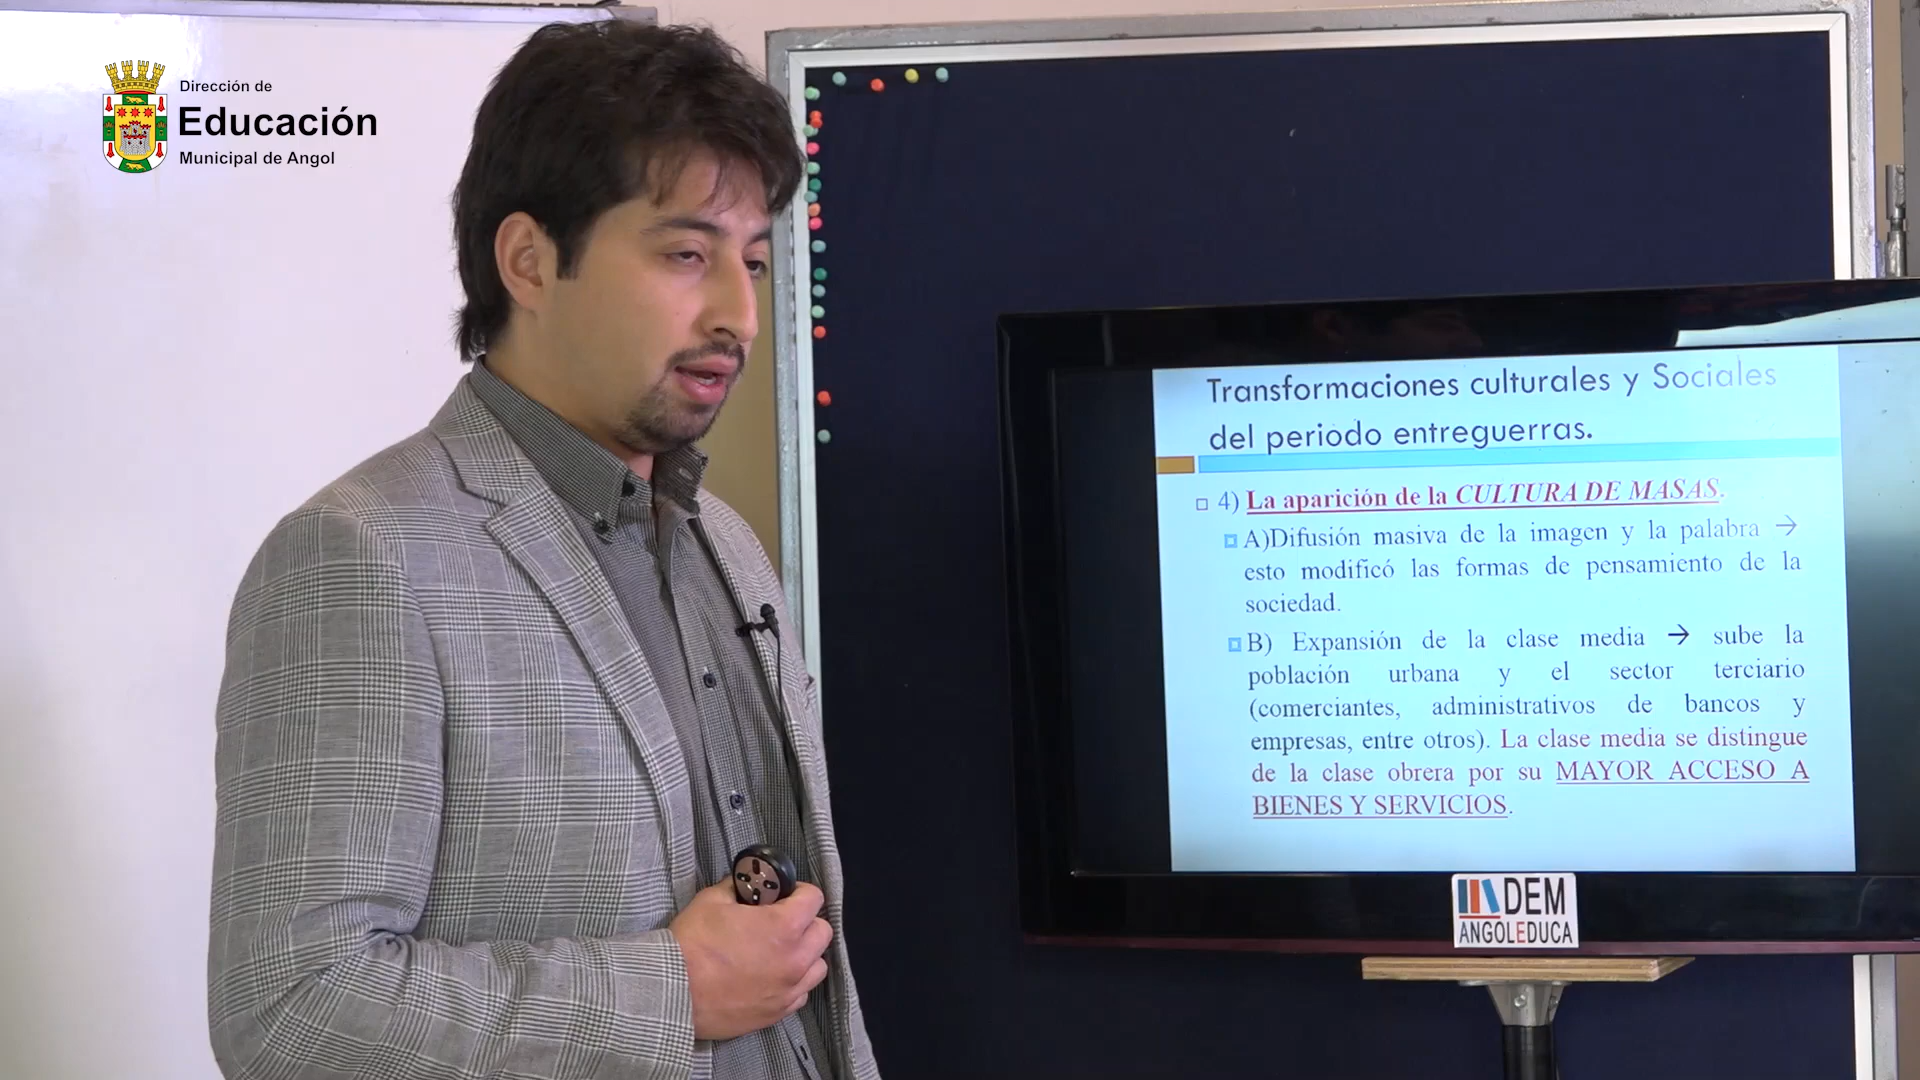 Dirección de
Educación
Municipal de Angol
Transformaciones culturales y Sociales
del periodo entreguerras.
4) La aparición de la CULTURA DE MASAS.
A)Difusión masiva de la imagen y la palabra →
esto modificó las formas de pensamiento de la
sociedad.
B) Expansión de la clase media → sube la
población urbana y el sector terciario
(comerciantes, administrativos de bancos y
empresas, entre otros). La clase media se distingue
de la clase obrera por su MAYOR ACCESO A
BIENES Y SERVICIOS.
DEM
ANGOLEDUCA